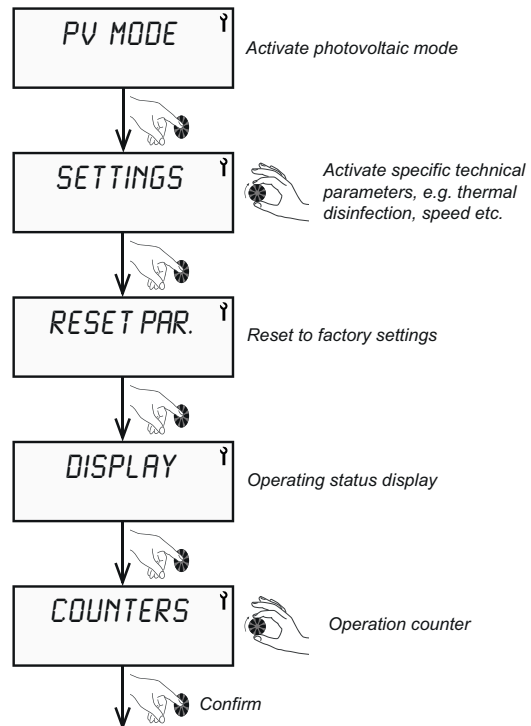 PV MODE
Activate photovoltaic mode
SETTINGS
Activate specific technical
parameters, e.g. thermal
disinfection, speed etc.
RESET PAR.
Reset to factory settings
DISPLAY
Operating status display
COUNTERS
Operation counter
Confirm